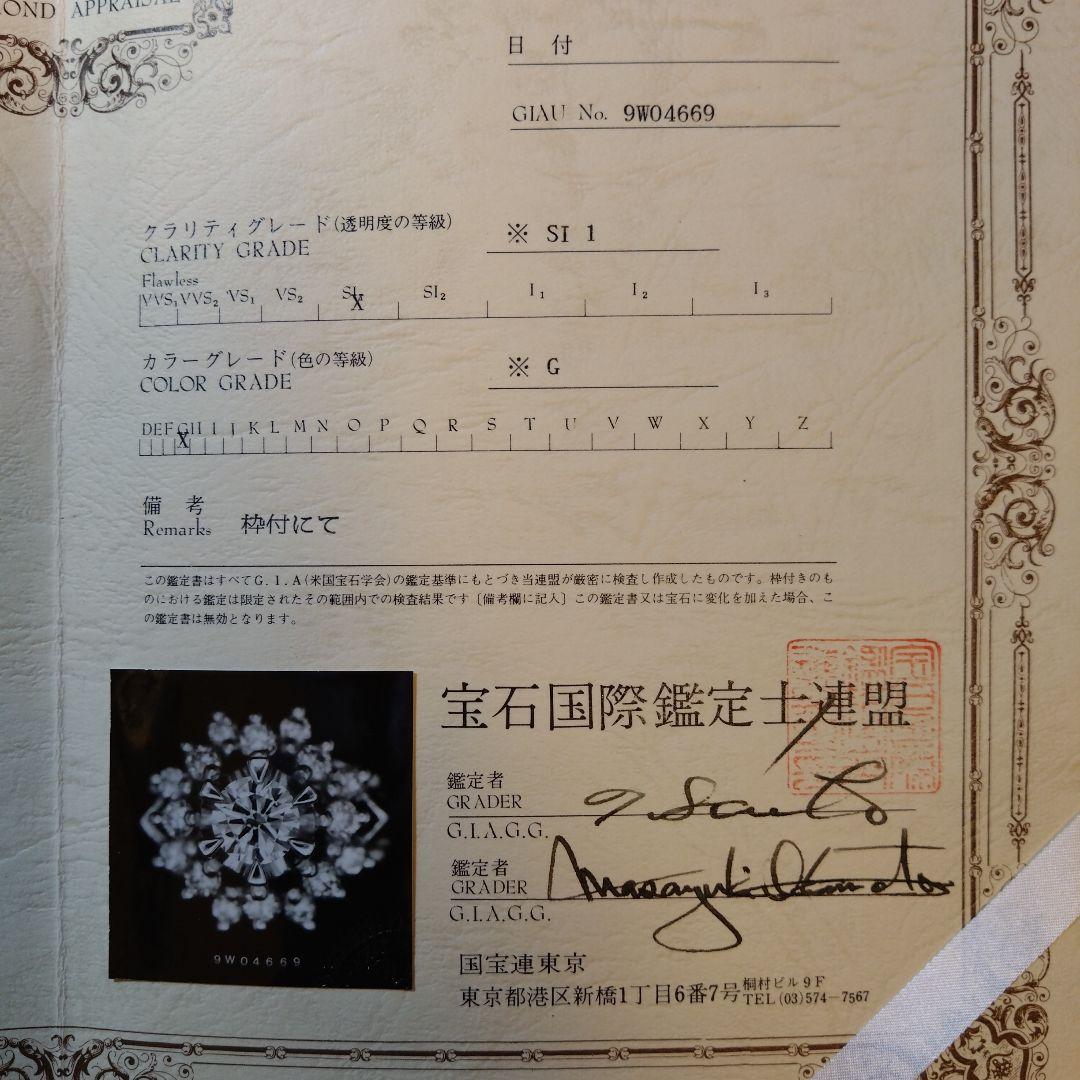 OND APPRAISAL
日付
GIAU No. 9W04669
クラリティグレード(透明度の等級)
CLARITY GRADE
※ SI 1
Flawless
VVS₁ VVS₂ VS₁ VS₂ SI₁ SI₂ I₁ I₂ I₃
X
カラーグレード(色の等級)
COLOR GRADE
※ G
D E F G H I J K L M N O P Q R S T U V W X Y Z
X
備考
Remarks 枠付にて
この鑑定書はすべてG.I.A(米国宝石学会)の鑑定基準にもとづき当連盟が厳密に検査し作成したものです。枠付きのも
のにおける鑑定は限定されたその範囲内での検査結果です〔備考欄に記入〕この鑑定書又は宝石に変化を加えた場合、こ
の鑑定書は無効となります。
宝石国際鑑定士連盟
鑑定者
GRADER
G.I.A.G.G.
鑑定者
GRADER Masayuki
G.I.A.G.G.
9W04669
国宝連東京
東京都港区新橋1丁目6番7号 桐村ビル9F
TEL (03)574-7567